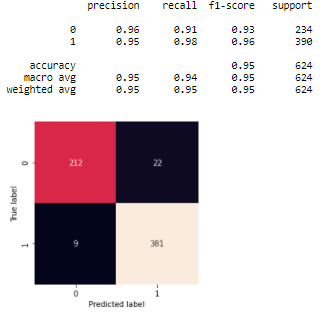 precision recall f1-score support
0 0.96 0.91 0.93 234
1 0.95 0.98 0.96 390
accuracy 0.95 624
macro avg 0.95 0.94 0.95 624
weighted avg 0.95 0.95 0.95 624
0 212 22
True label
1 9 381
0 1
Predicted label